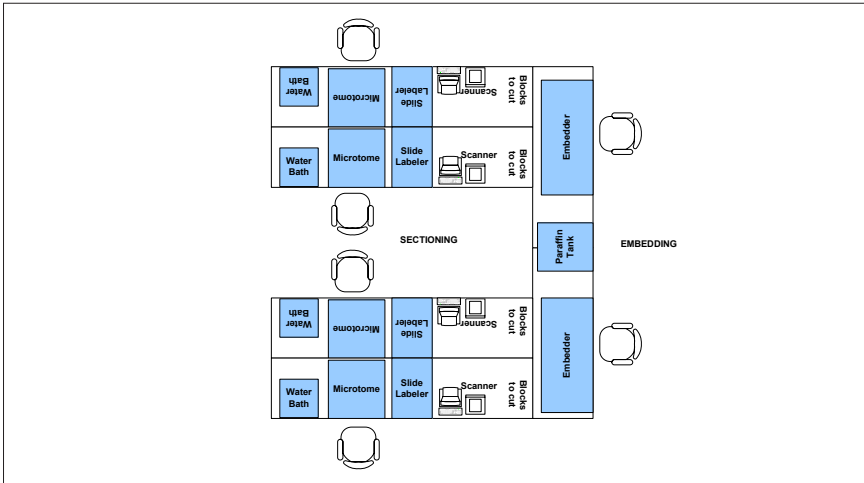 Water
Bath
Microtome
Slide
Labeler
Scanner
Blocks
to cut
Water
Bath
Microtome
Slide
Labeler
Scanner
Blocks
to cut
Embedder
SECTIONING
Paraffin
Tank
EMBEDDING
Water
Bath
Microtome
Slide
Labeler
Scanner
Blocks
to cut
Water
Bath
Microtome
Slide
Labeler
Scanner
Blocks
to cut
Embedder